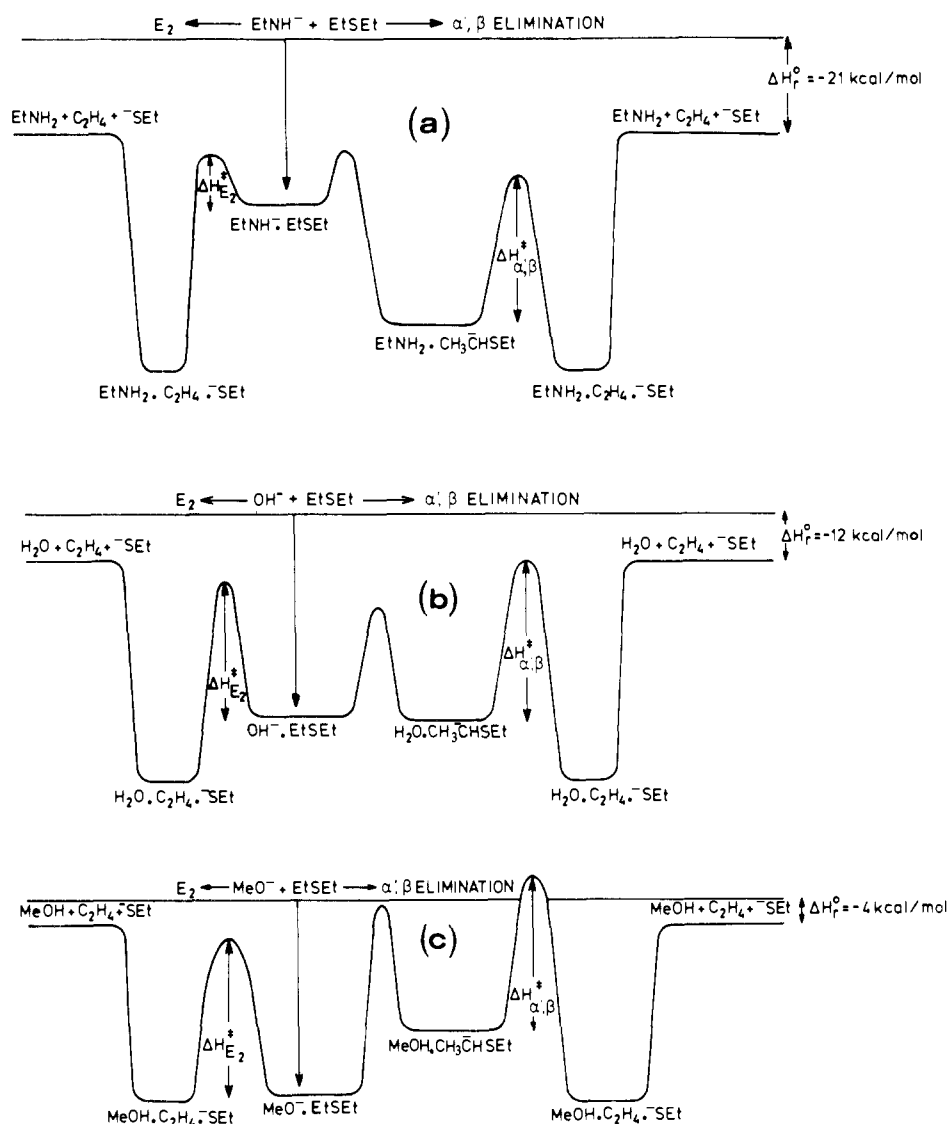 E₂ ← EtNH⁻ + EtSEt → α′, β ELIMINATION
ΔH°r = -21 kcal/mol
EtNH₂ + C₂H₄ + ⁻SEt
(a)
EtNH₂ + C₂H₄ + ⁻SEt
ΔH*E₂
EtNH⁻. EtSEt
ΔH*α′,β
EtNH₂ • CH₃C̄HSEt
EtNH₂ • C₂H₄ •⁻SEt
EtNH₂ • C₂H₄ •⁻SEt
E₂ ← OH⁻ + EtSEt → α′, β ELIMINATION
H₂O + C₂H₄ + ⁻SEt
H₂O + C₂H₄ + ⁻SEt
ΔH°r = -12 kcal/mol
(b)
ΔH*E₂
ΔH*α′,β
OH⁻. EtSEt
H₂O • CH₃C̄HSEt
H₂O • C₂H₄ •⁻SEt
H₂O • C₂H₄ •⁻SEt
E₂ ← MeO⁻ + EtSEt → α′, β ELIMINATION
MeOH + C₂H₄ + ⁻SEt
MeOH + C₂H₄ + ⁻SEt
ΔH°r = -4 kcal/mol
(c)
ΔH*E₂
ΔH*α′,β
MeOH • CH₃C̄HSEt
MeOH • C₂H₄ •⁻SEt
MeO⁻. EtSEt
MeOH • C₂H₄ •⁻SEt